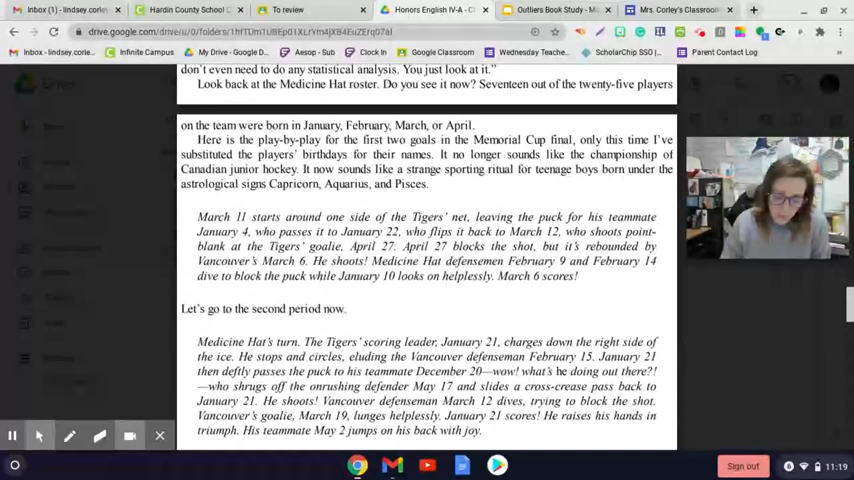 Inbox (1) - lindsey.corley@
Hardin County School D
To review
Honors English IV-A - C
Outliers Book Study - M
Mrs. Corley's Classroom
drive.google.com/drive/u/0/folders/
Inbox (1) - lindsey.co...
Infinite Campus
My Drive - Google D...
Aesop - Sub
Clock In
Google Classroom
Wednesday Teache...
ScholarChip SSO |...
Parent Contact Log
don't even need to do any statistical analysis. You just look at it."
Look back at the Medicine Hat roster. Do you see it now? Seventeen out of the twenty-five players
on the team were born in January, February, March, or April.
Here is the play-by-play for the first two goals in the Memorial Cup final, only this time I've
substituted the players' birthdays for their names. It no longer sounds like the championship of
Canadian junior hockey. It now sounds like a strange sporting ritual for teenage boys born under the
astrological signs Capricorn, Aquarius, and Pisces.
March 11 starts around one side of the Tigers' net, leaving the puck for his teammate
January 4, who passes it to January 22, who flips it back to March 12, who shoots point-
blank at the Tigers' goalie, April 27. April 27 blocks the shot, but it's rebounded by
Vancouver's March 6. He shoots! Medicine Hat defensemen February 9 and February 14
dive to block the puck while January 10 looks on helplessly. March 6 scores!
Let's go to the second period now.
Medicine Hat's turn. The Tigers' scoring leader, January 21, charges down the right side of
the ice. He stops and circles, eluding the Vancouver defenseman February 15. January 21
then deftly passes the puck to his teammate December 20—wow! what's he doing out there?!
—who shrugs off the onrushing defender May 17 and slides a cross-crease pass back to
January 21. He shoots! Vancouver defenseman March 12 dives, trying to block the shot.
Vancouver's goalie, March 19, lunges helplessly. January 21 scores! He raises his hands in
triumph. His teammate May 2 jumps on his back with joy.
Sign out
11:19